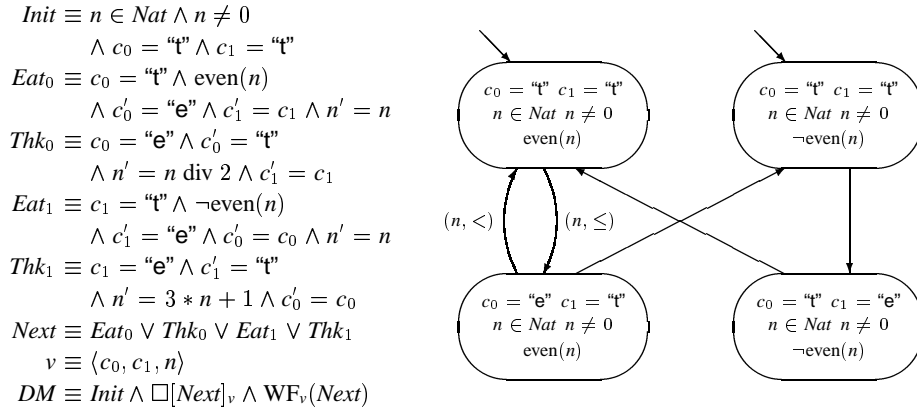 Init ≡ n ∈ Nat ∧ n ≠ 0
∧ c₀ = “t” ∧ c₁ = “t”
Eat₀ ≡ c₀ = “t” ∧ even(n)
∧ c′₀ = “e” ∧ c′₁ = c₁ ∧ n′ = n
Thk₀ ≡ c₀ = “e” ∧ c′₀ = “t”
∧ n′ = n div 2 ∧ c′₁ = c₁
Eat₁ ≡ c₁ = “t” ∧ ¬even(n)
∧ c′₁ = “e” ∧ c′₀ = c₀ ∧ n′ = n
Thk₁ ≡ c₁ = “e” ∧ c′₁ = “t”
∧ n′ = 3 * n + 1 ∧ c′₀ = c₀
Next ≡ Eat₀ ∨ Thk₀ ∨ Eat₁ ∨ Thk₁
v ≡ ⟨c₀, c₁, n⟩
DM ≡ Init ∧ □[Next]ᵥ ∧ WFᵥ(Next)
c₀ = “t” c₁ = “t”
n ∈ Nat n ≠ 0
even(n)
c₀ = “t” c₁ = “t”
n ∈ Nat n ≠ 0
¬even(n)
(n, <)
(n, ≤)
c₀ = “e” c₁ = “t”
n ∈ Nat n ≠ 0
even(n)
c₀ = “t” c₁ = “e”
n ∈ Nat n ≠ 0
¬even(n)